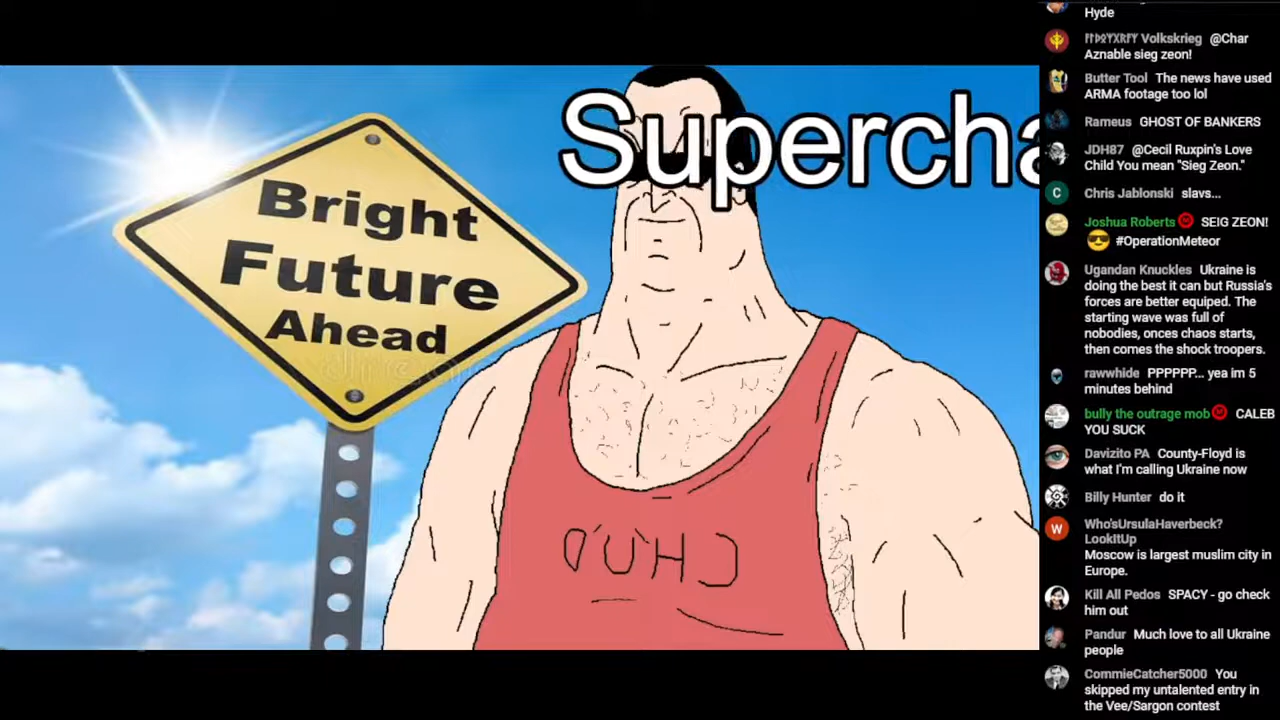 Bright
Future
Ahead
Supercha
Hyde
ᚠᛚᚦᛟᛉᚷᚱᚨᛉ Volkskrieg @Char
Aznable sieg zeon!
Butter Tool The news have used
ARMA footage too lol
Rameus GHOST OF BANKERS
JDH87 @Cecil Ruxpin's Love
Child You mean "Sieg Zeon."
C
Chris Jablonski slavs...
Joshua Roberts SEIG ZEON!
😎 #OperationMeteor
Ugandan Knuckles Ukraine is
doing the best it can but Russia's
forces are better equiped. The
starting wave was full of
nobodies, onces chaos starts,
then comes the shock troopers.
rawwhide PPPPPP... yea im 5
minutes behind
bully the outrage mob CALEB
YOU SUCK
Davizito PA County-Floyd is
what I'm calling Ukraine now
Billy Hunter do it
W
Who'sUrsulaHaverbeck?
LookItUp
Moscow is largest muslim city in
Europe.
Kill All Pedos SPACY - go check
him out
Pandur Much love to all Ukraine
people
CommieCatcher5000 You
skipped my untalented entry in
the Vee/Sargon contest